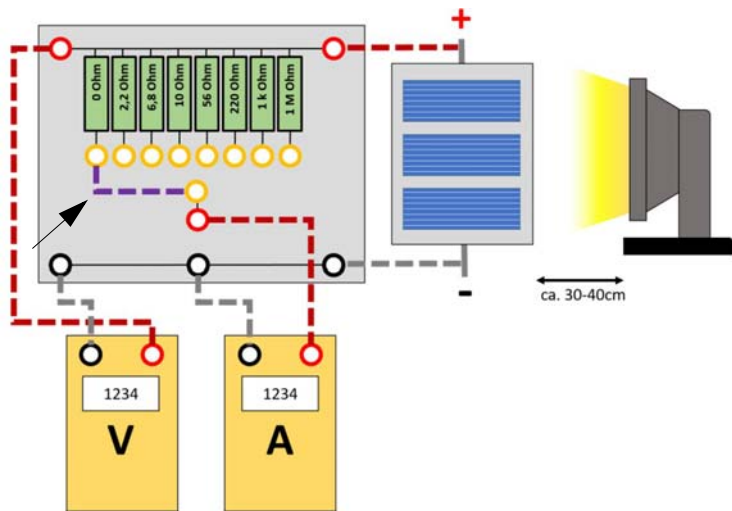 +
0 Ohm
2,2 Ohm
6,8 Ohm
10 Ohm
56 Ohm
220 Ohm
1 k Ohm
1 M Ohm
-
ca. 30-40cm
1234
V
1234
A